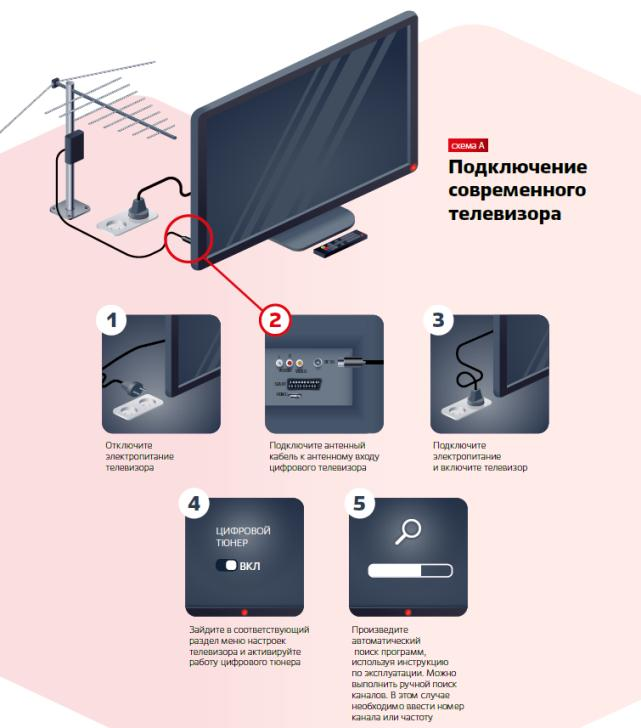 схема А
Подключение
современного
телевизора
1
2
3
Отключите
электропитание
телевизора
Подключите антенный
кабель к антенному входу
цифрового телевизора
Подключите
электропитание
и включите телевизор
4
ЦИФРОВОЙ
ТЮНЕР
ВКЛ
5
Зайдите в соответствующий
раздел меню настроек
телевизора и активируйте
работу цифрового тюнера
Произведите
автоматический
поиск программ,
используя инструкцию
по эксплуатации. Можно
выполнить ручной поиск
каналов. В этом случае
необходимо ввести номер
канала или частоту